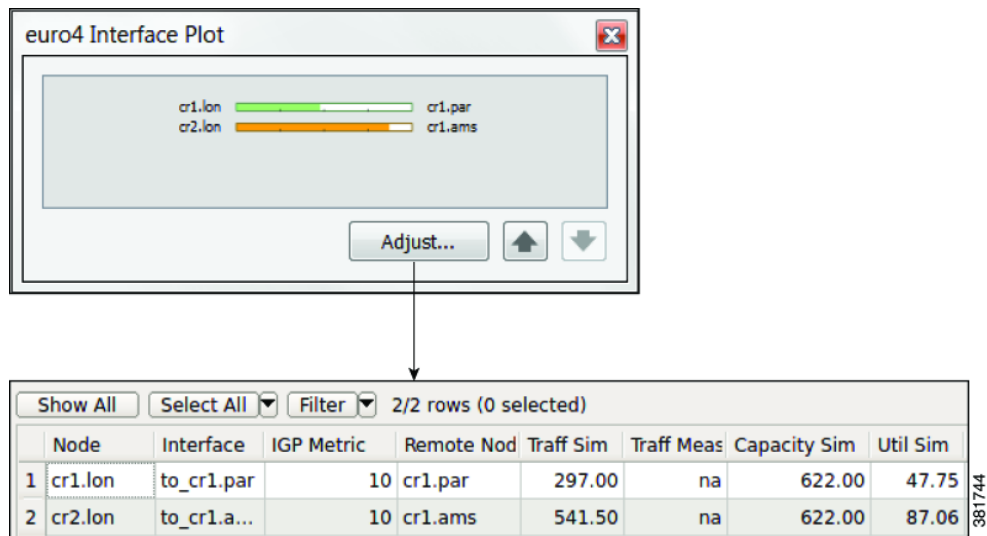 euro4 Interface Plot
cr1.lon cr1.par
cr2.lon cr1.ams
Adjust...
Show All Select All Filter 2/2 rows (0 selected)
Node Interface IGP Metric Remote Nod Traff Sim Traff Meas Capacity Sim Util Sim
1 cr1.lon to_cr1.par 10 cr1.par 297.00 na 622.00 47.75
2 cr2.lon to_cr1.a... 10 cr1.ams 541.50 na 622.00 87.06
381744